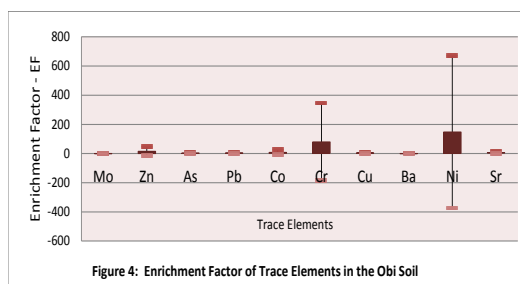 800
600
400
200
0
-200
-400
-600
Enrichment Factor - EF
Mo Zn As Pb Co Cr Cu Ba Ni Sr
Trace Elements
Figure 4: Enrichment Factor of Trace Elements in the Obi Soil